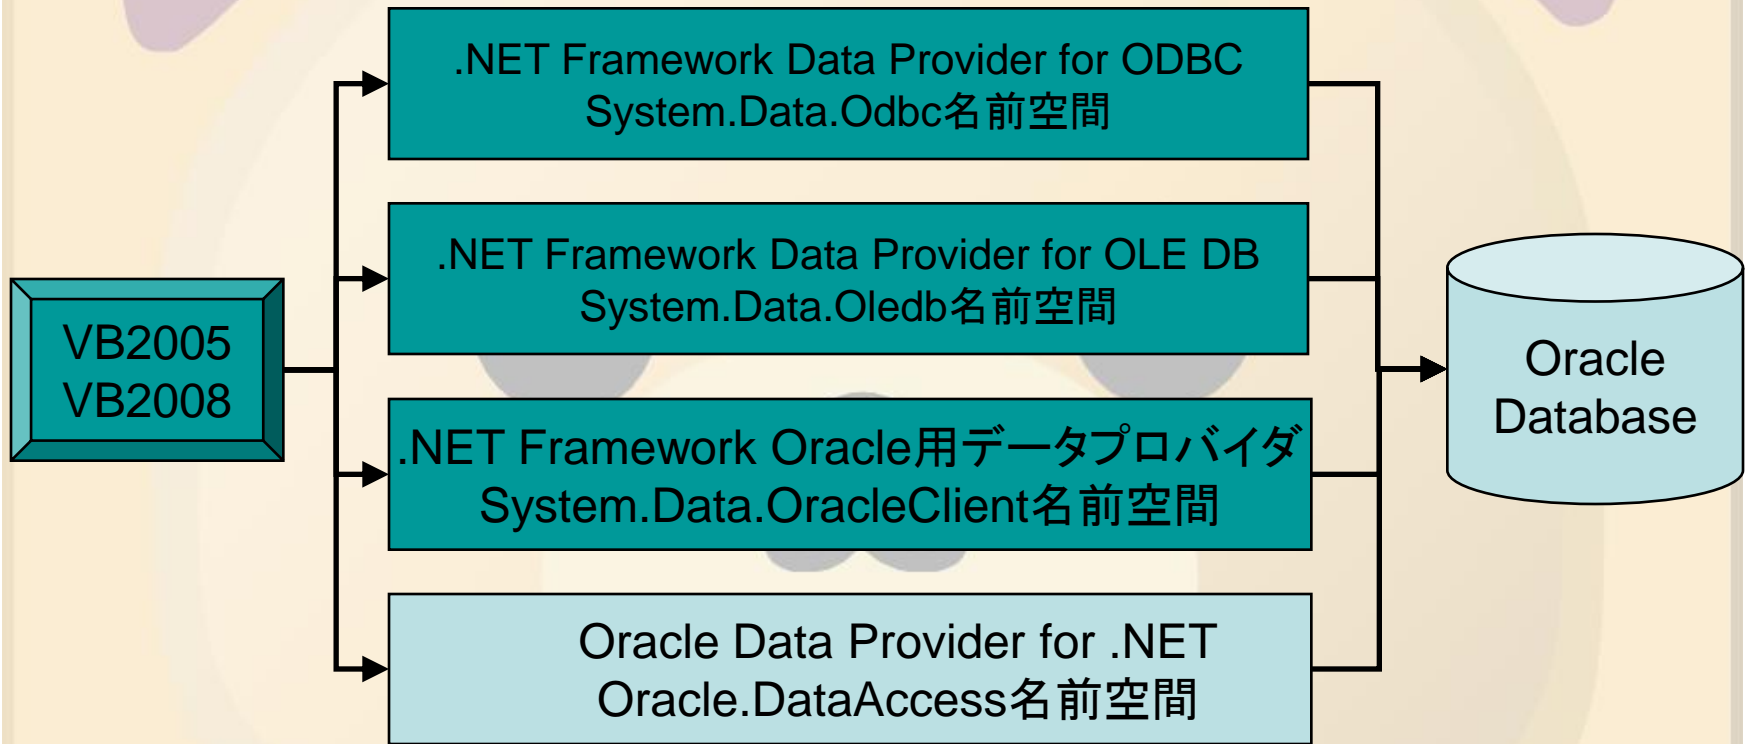 .NET Framework Data Provider for ODBC
System.Data.Odbc名前空間
.NET Framework Data Provider for OLE DB
System.Data.Oledb名前空間
VB2005
VB2008
Oracle
Database
.NET Framework Oracle用データプロバイダ
System.Data.OracleClient名前空間
Oracle Data Provider for .NET
Oracle.DataAccess名前空間